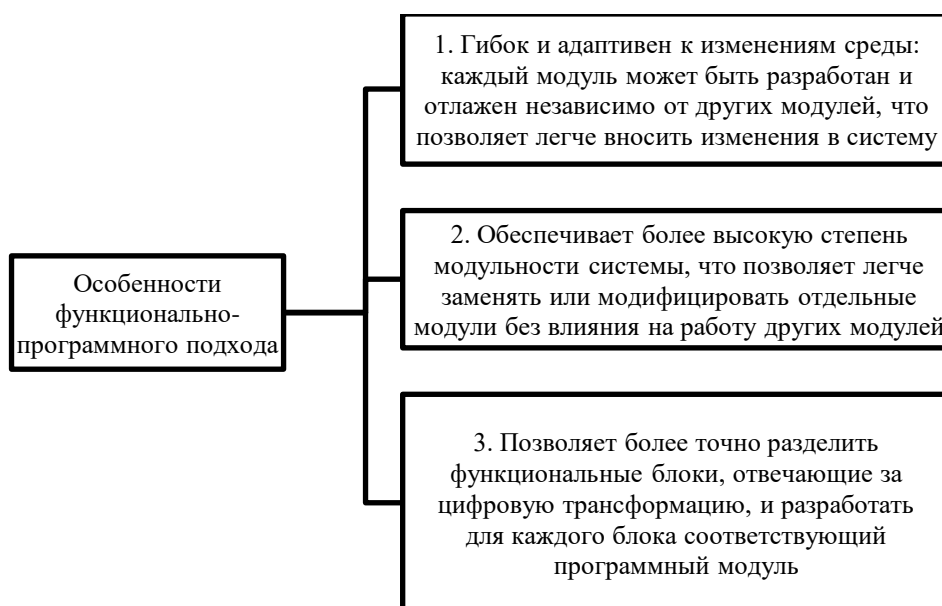 1. Гибок и адаптивен к изменениям среды:
каждый модуль может быть разработан и
отлажен независимо от других модулей, что
позволяет легче вносить изменения в систему
Особенности
функционально-
программного подхода
2. Обеспечивает более высокую степень
модульности системы, что позволяет легче
заменять или модифицировать отдельные
модули без влияния на работу других модулей
3. Позволяет более точно разделить
функциональные блоки, отвечающие за
цифровую трансформацию, и разработать
для каждого блока соответствующий
программный модуль